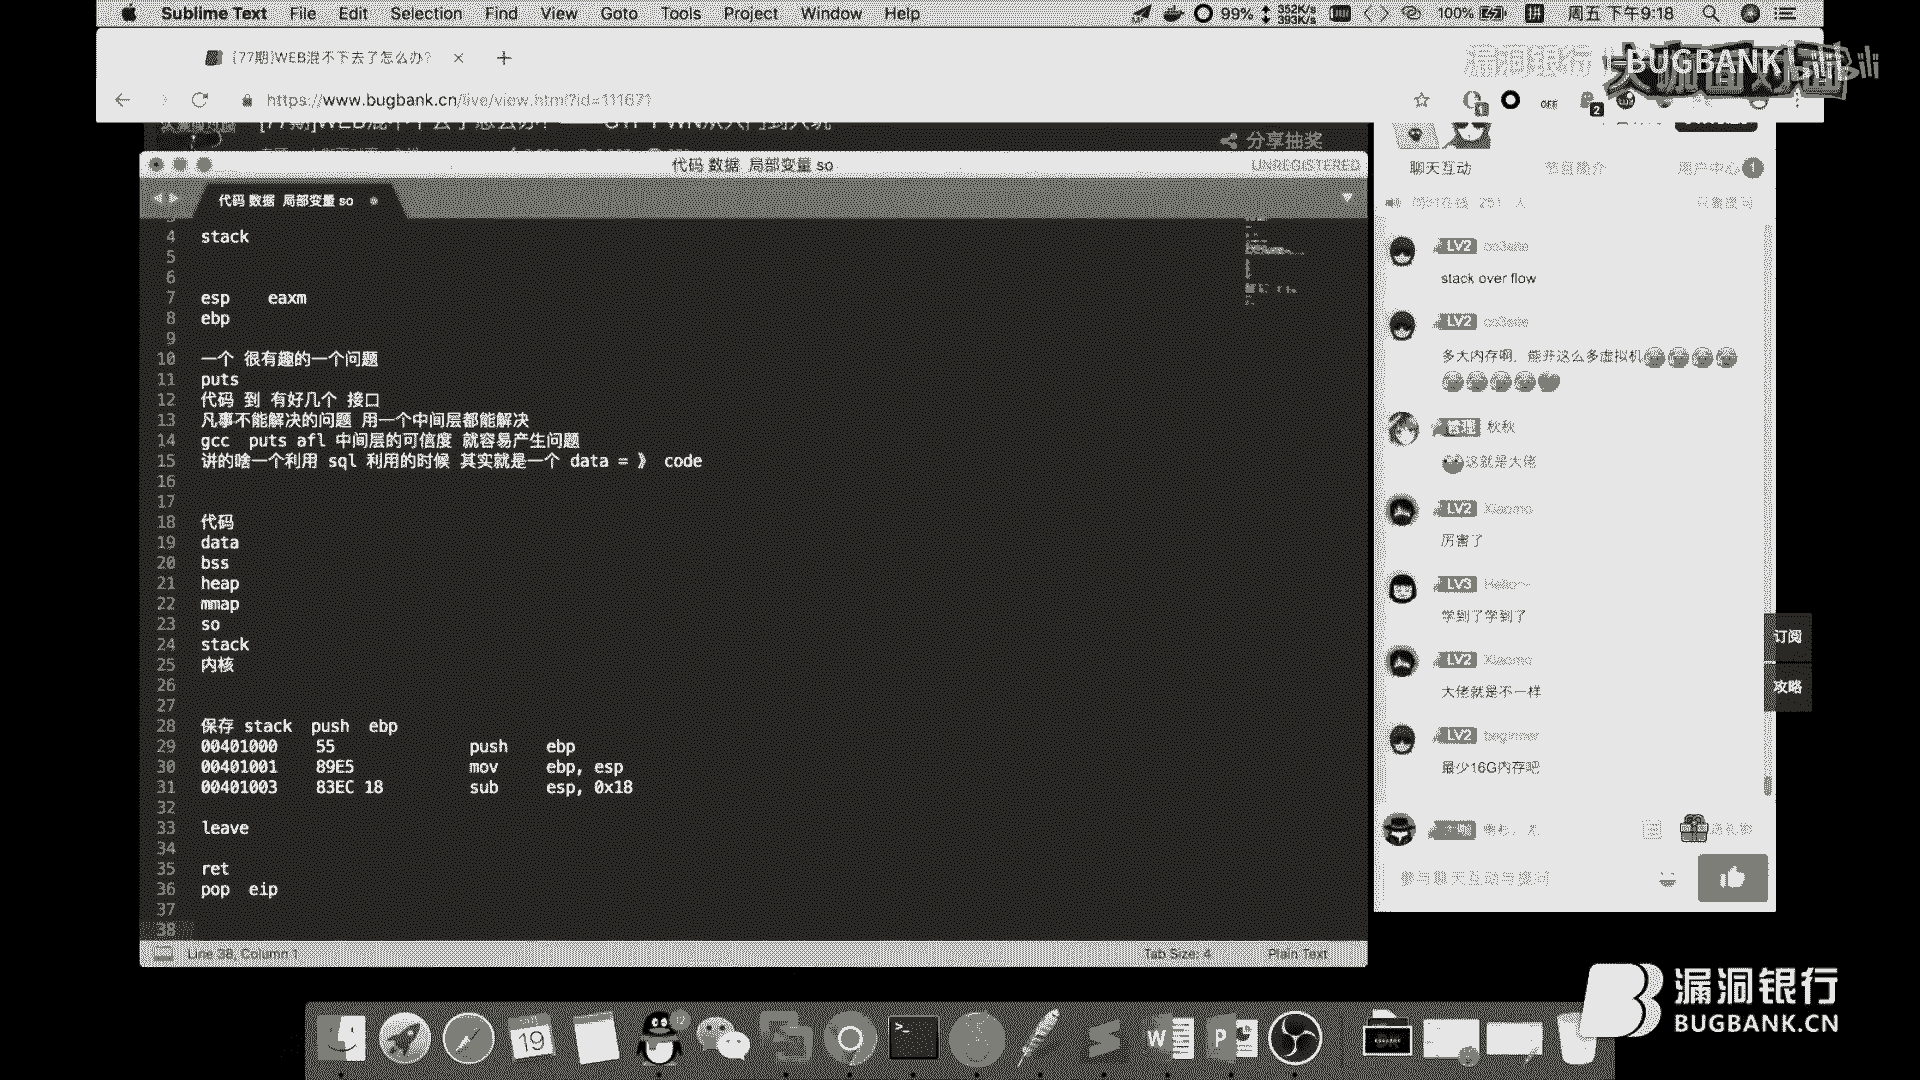 Sublime Text File Edit Selection Find View Goto Tools Project Window Help
99% 352K/s 393K/s 100% 拼 周五 下午9:18
[77期]WEB混不下去了怎么办?
漏洞银行 BUGBANK
https://www.bugbank.cn/live/view.html?id=111671
OFF
1
2
分享抽奖
代码 数据 局部变量 so
UNREGISTERED
代码 数据 局部变量 so
4 stack
5
6
7 esp eaxm
8 ebp
9
10 一个 很有趣的一个问题
11 puts
12 代码 到 有好几个 接口
13 凡事不能解决的问题 用一个中间层都能解决
14 gcc puts afl 中间层的可信度 就容易产生问题
15 讲的啥一个利用 sql 利用的时候 其实就是一个 data = 》 code
16
17
18 代码
19 data
20 bss
21 heap
22 mmap
23 so
24 stack
25 内核
26
27
28 保存 stack push ebp
29 00401000 55 push ebp
30 00401001 89E5 mov ebp, esp
31 00401003 83EC 18 sub esp, 0x18
32
33 leave
34
35 ret
36 pop eip
37
38
Line 38, Column 1
Tab Size: 4
Plain Text
聊天互动 节目简介 用户中心 1
LV2
stack over flow
LV2
多大内存啊，能开这么多虚拟机
管理 秋秋
这就是大佬
LV2 Xiaomo
厉害了
LV3 Hello~
学到了学到了
LV2 Xiaomo
大佬就是不一样
LV2 beginner
最少16G内存吧
参与聊天互动与提问
订阅
攻略
19
漏洞银行
BUGBANK.CN